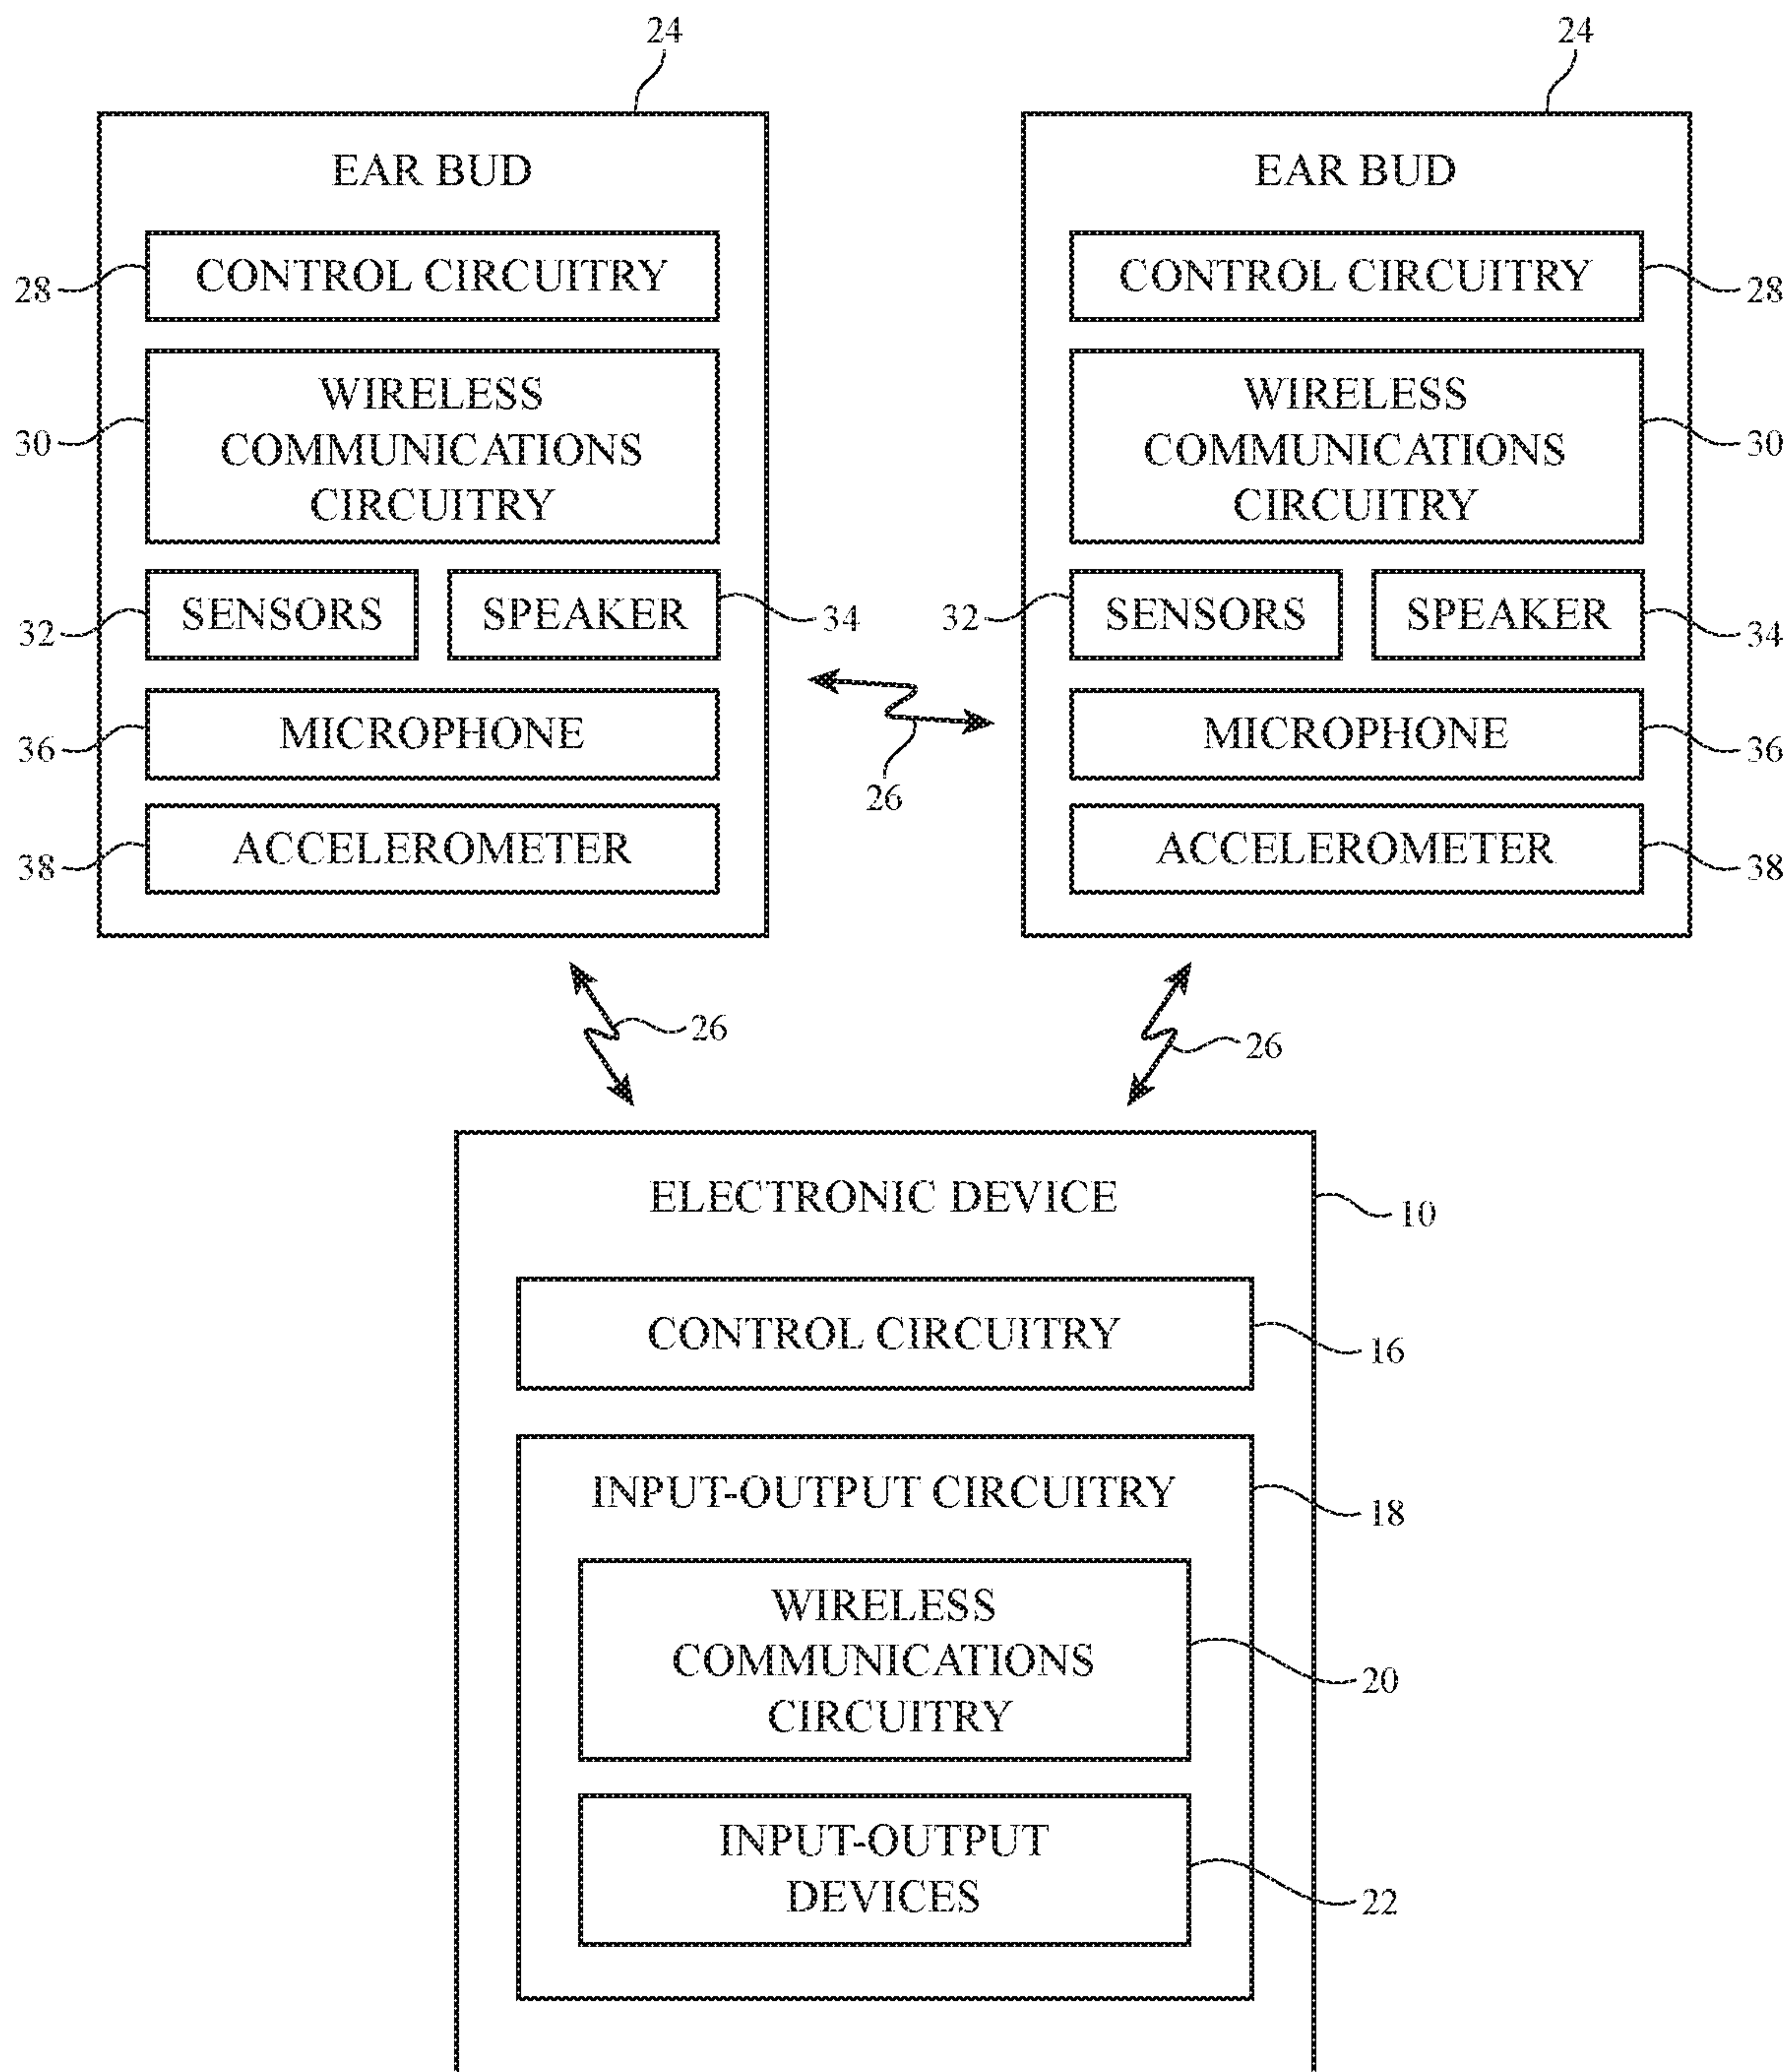 24
EAR BUD
CONTROL CIRCUITRY
28
WIRELESS
COMMUNICATIONS
CIRCUITRY
30
SENSORS
32
SPEAKER
34
MICROPHONE
36
ACCELEROMETER
38
24
EAR BUD
CONTROL CIRCUITRY
28
WIRELESS
COMMUNICATIONS
CIRCUITRY
30
32
SENSORS
SPEAKER
34
MICROPHONE
36
ACCELEROMETER
38
26
26
26
ELECTRONIC DEVICE
10
CONTROL CIRCUITRY
16
INPUT-OUTPUT CIRCUITRY
18
WIRELESS
COMMUNICATIONS
CIRCUITRY
20
INPUT-OUTPUT
DEVICES
22